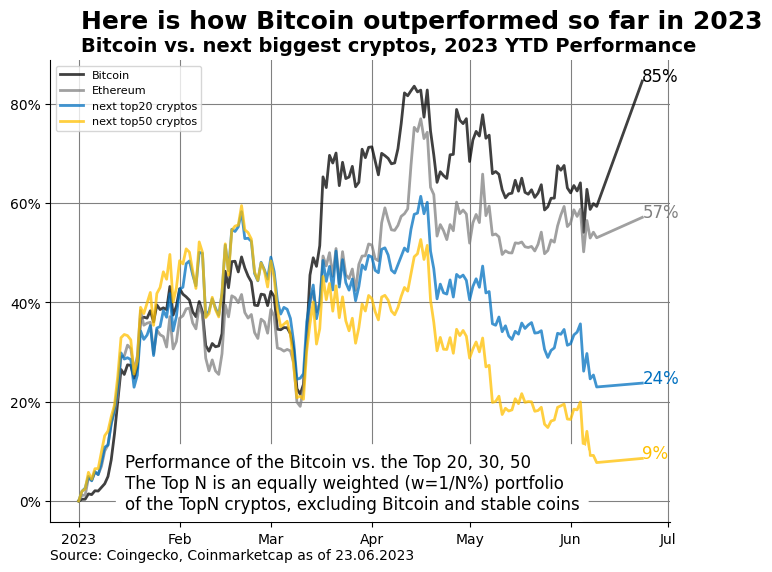 Here is how Bitcoin outperformed so far in 2023
Bitcoin vs. next biggest cryptos, 2023 YTD Performance
Bitcoin
Ethereum
next top20 cryptos
next top50 cryptos
85%
57%
24%
9%
80%
60%
40%
20%
0%
Performance of the Bitcoin vs. the Top 20, 30, 50
The Top N is an equally weighted (w=1/N%) portfolio
of the TopN cryptos, excluding Bitcoin and stable coins
2023 Feb Mar Apr May Jun Jul
Source: Coingecko, Coinmarketcap as of 23.06.2023